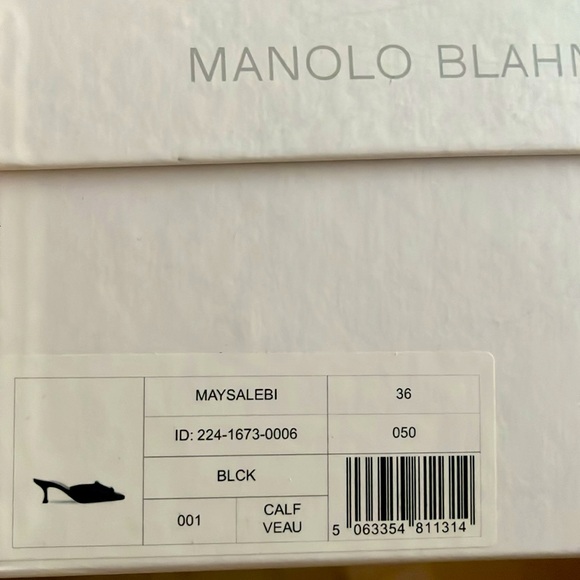 MANOLO BLAHN
MAYSALEBI 36
ID: 224-1673-0006 050
BLCK
001 CALF
VEAU
5 063354 811314